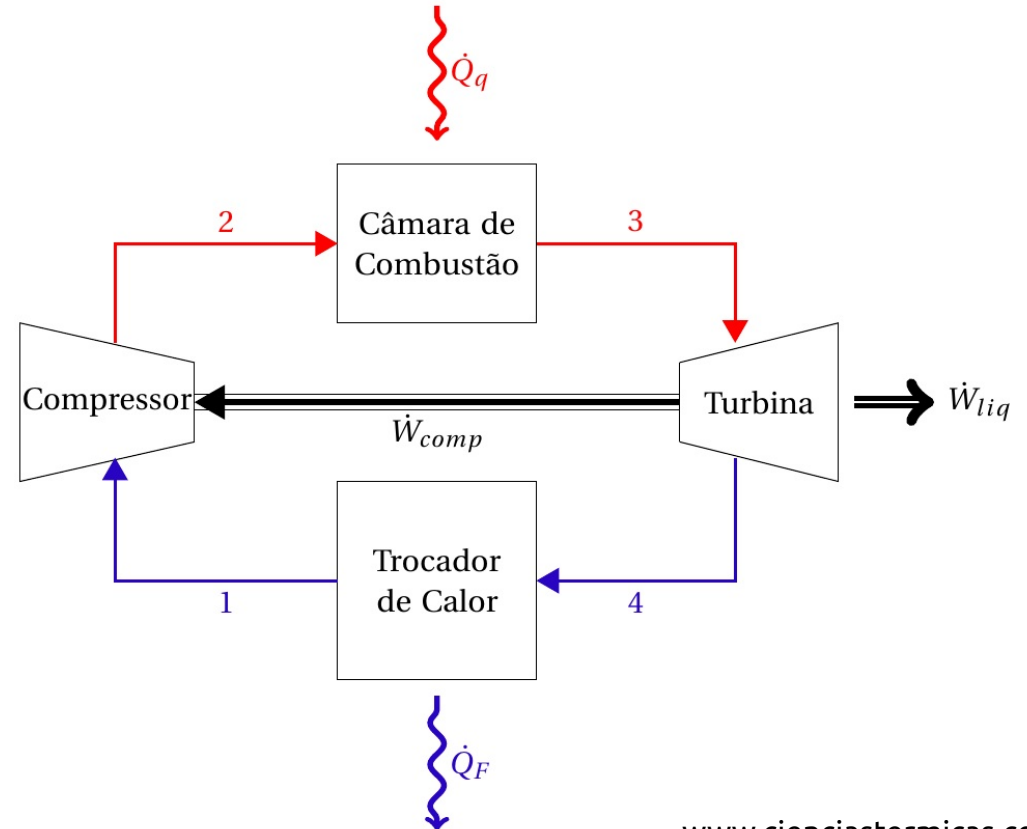 Q̇q
Câmara de
Combustão
2
3
Compressor
Ẇcomp
Turbina
Ẇliq
Trocador
de Calor
1
4
Q̇F